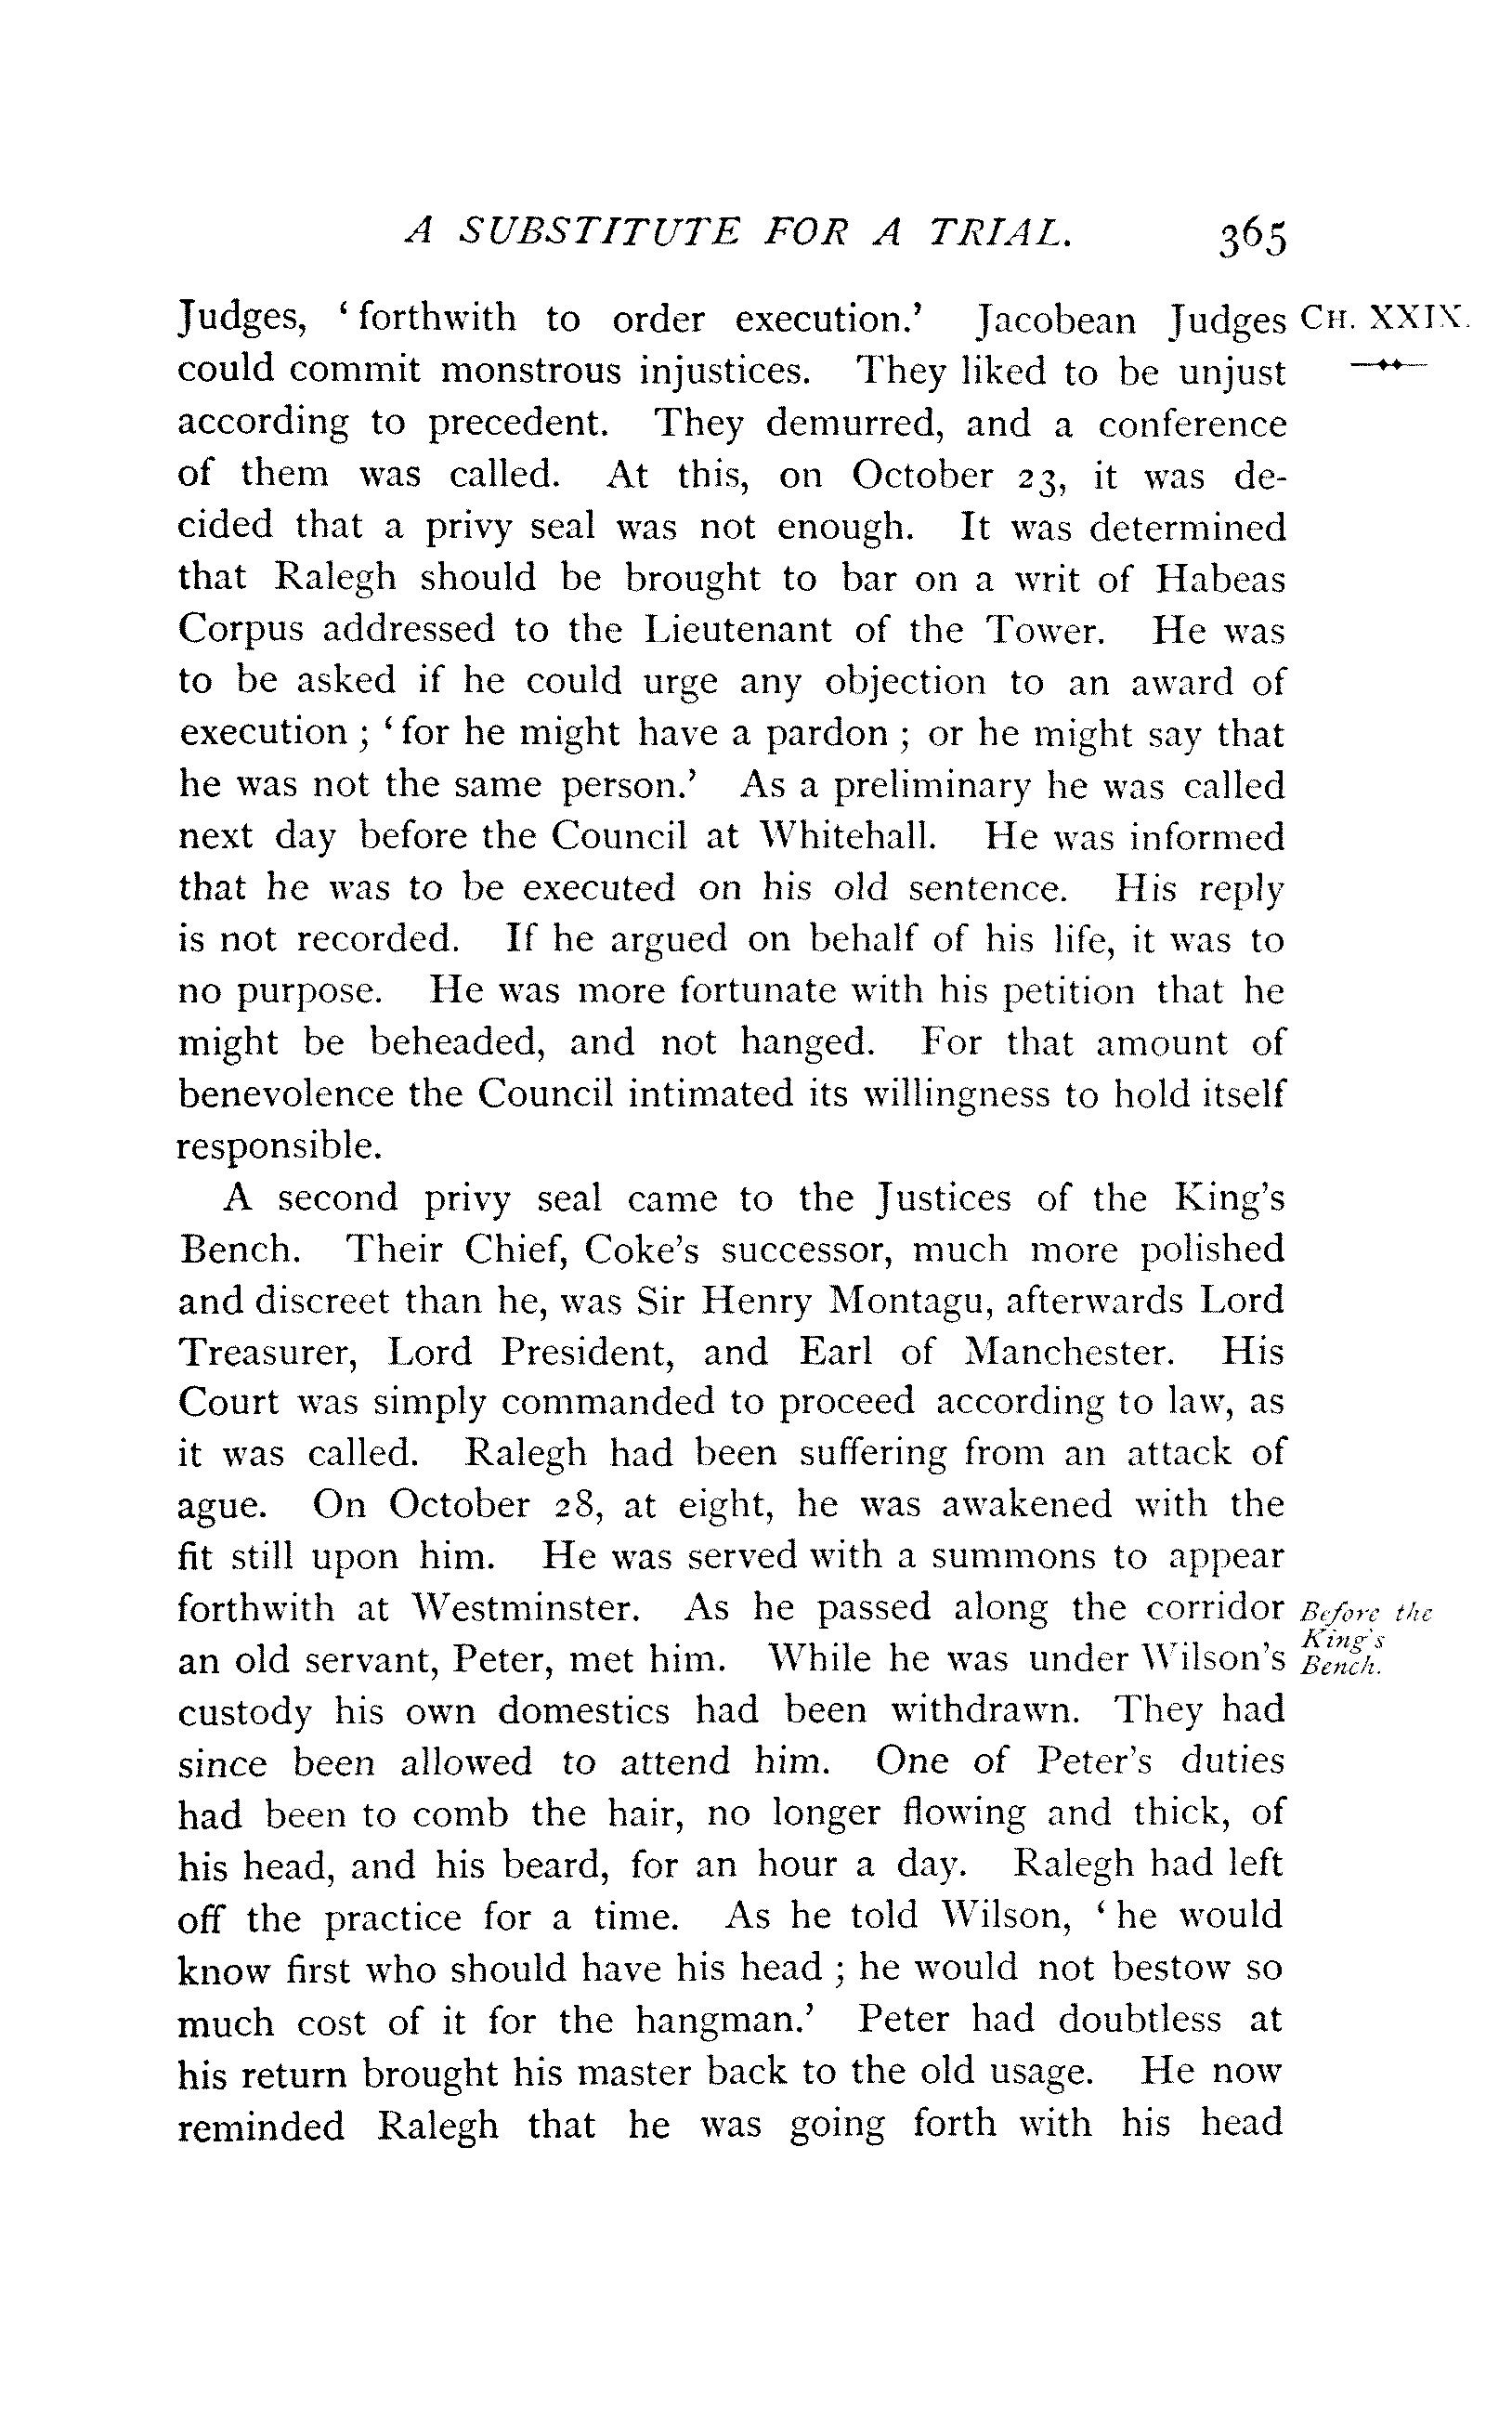 A SUBSTITUTE FOR A TRIAL. 365
Judges, ‘forthwith to order execution.’ Jacobean Judges CH. XXIX.
could commit monstrous injustices. They liked to be unjust
according to precedent. They demurred, and a conference
of them was called. At this, on October 23, it was de-
cided that a privy seal was not enough. It was determined
that Ralegh should be brought to bar on a writ of Habeas
Corpus addressed to the Lieutenant of the Tower. He was
to be asked if he could urge any objection to an award of
execution ; ‘for he might have a pardon ; or he might say that
he was not the same person.’ As a preliminary he was called
next day before the Council at Whitehall. He was informed
that he was to be executed on his old sentence. His reply
is not recorded. If he argued on behalf of his life, it was to
no purpose. He was more fortunate with his petition that he
might be beheaded, and not hanged. For that amount of
benevolence the Council intimated its willingness to hold itself
responsible.
A second privy seal came to the Justices of the King's
Bench. Their Chief, Coke's successor, much more polished
and discreet than he, was Sir Henry Montagu, afterwards Lord
Treasurer, Lord President, and Earl of Manchester. His
Court was simply commanded to proceed according to law, as
it was called. Ralegh had been suffering from an attack of
ague. On October 28, at eight, he was awakened with the
fit still upon him. He was served with a summons to appear
forthwith at Westminster. As he passed along the corridor
an old servant, Peter, met him. While he was under Wilson's
Before the
King's
Bench.
custody his own domestics had been withdrawn. They had
since been allowed to attend him. One of Peter's duties
had been to comb the hair, no longer flowing and thick, of
his head, and his beard, for an hour a day. Ralegh had left
off the practice for a time. As he told Wilson, ‘he would
know first who should have his head ; he would not bestow so
much cost of it for the hangman.’ Peter had doubtless at
his return brought his master back to the old usage. He now
reminded Ralegh that he was going forth with his head